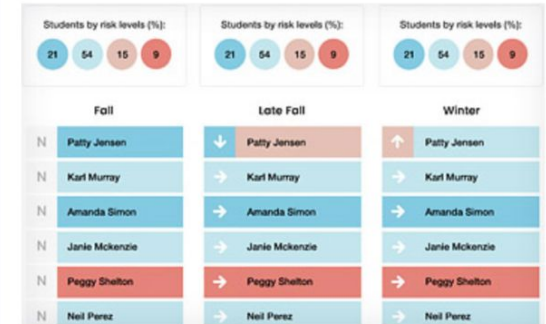 Students by risk levels (%): Students by risk levels (%): Students by risk levels (%):
21 54 15 9 21 54 15 9 21 54 15 9
Fall Late Fall Winter
N Patty Jensen Patty Jensen Patty Jensen
N Karl Murray Karl Murray Karl Murray
N Amanda Simon Amanda Simon Amanda Simon
N Janie Mckenzie Janie Mckenzie Janie Mckenzie
N Peggy Shelton Peggy Shelton Peggy Shelton
N Neil Perez Neil Perez Neil Perez